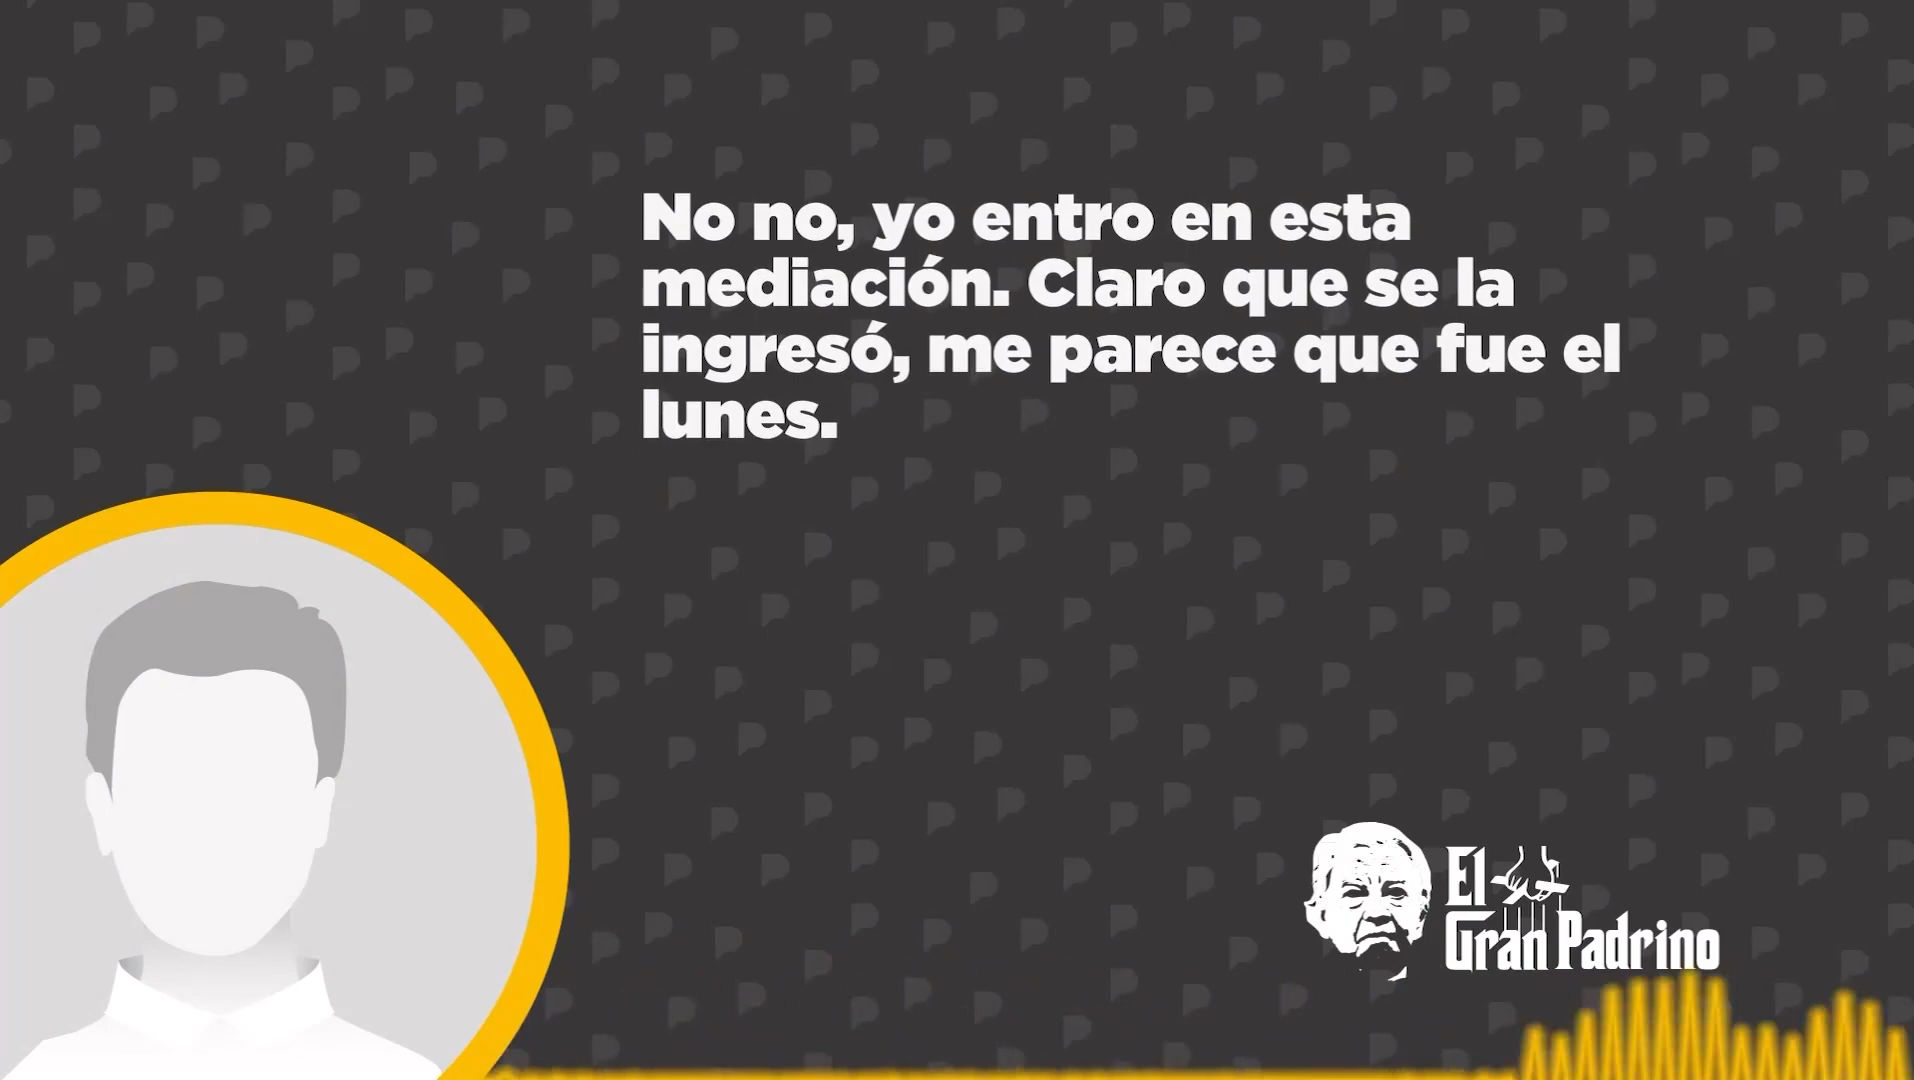 No no, yo entro en esta
mediación. Claro que se la
ingresó, me parece que fue el
lunes.
El
Gran Padrino